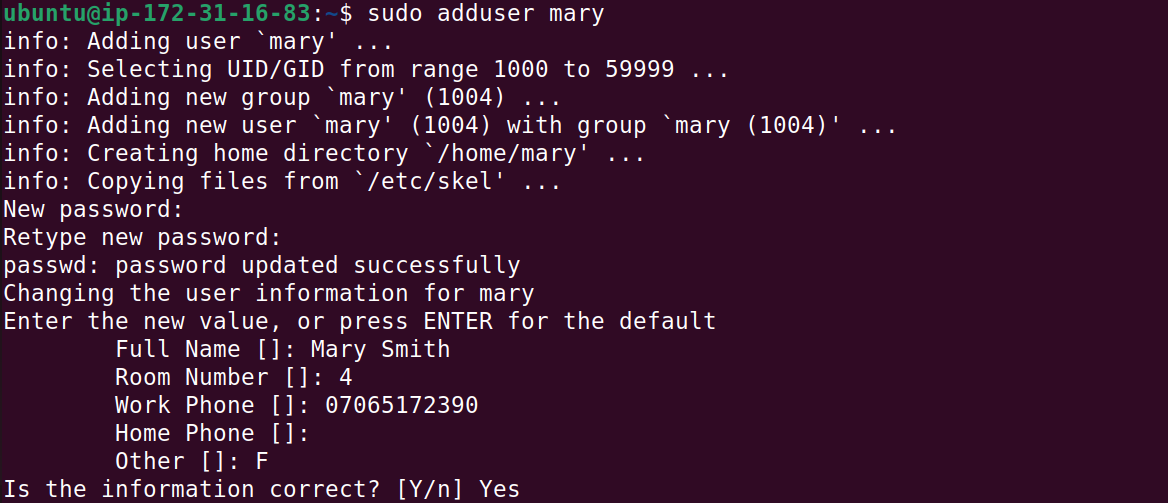 ubuntu@ip-172-31-16-83:~$ sudo adduser mary
info: Adding user `mary' ...
info: Selecting UID/GID from range 1000 to 59999 ...
info: Adding new group `mary' (1004) ...
info: Adding new user `mary' (1004) with group `mary (1004)' ...
info: Creating home directory `/home/mary' ...
info: Copying files from `/etc/skel' ...
New password:
Retype new password:
passwd: password updated successfully
Changing the user information for mary
Enter the new value, or press ENTER for the default
        Full Name []: Mary Smith
        Room Number []: 4
        Work Phone []: 07065172390
        Home Phone []:
        Other []: F
Is the information correct? [Y/n] Yes